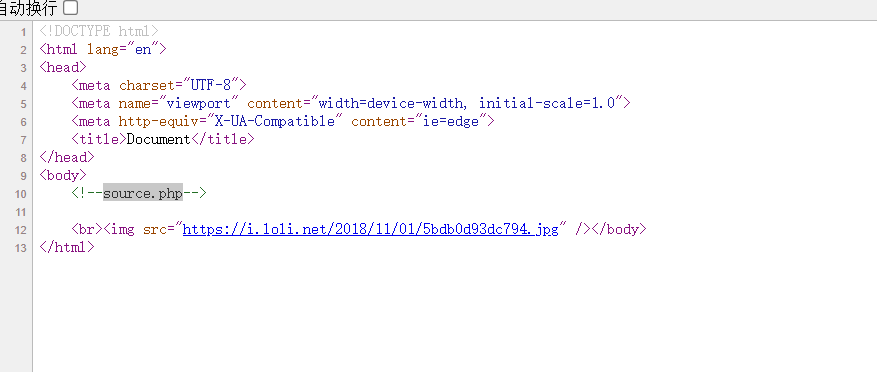 自动换行
1 <!DOCTYPE html>
2 <html lang="en">
3 <head>
4 <meta charset="UTF-8">
5 <meta name="viewport" content="width=device-width, initial-scale=1.0">
6 <meta http-equiv="X-UA-Compatible" content="ie=edge">
7 <title>Document</title>
8 </head>
9 <body>
10 <!--source.php-->
11
12 <br><img src="https://i.loli.net/2018/11/01/5bdb0d93dc794.jpg" /></body>
13 </html>